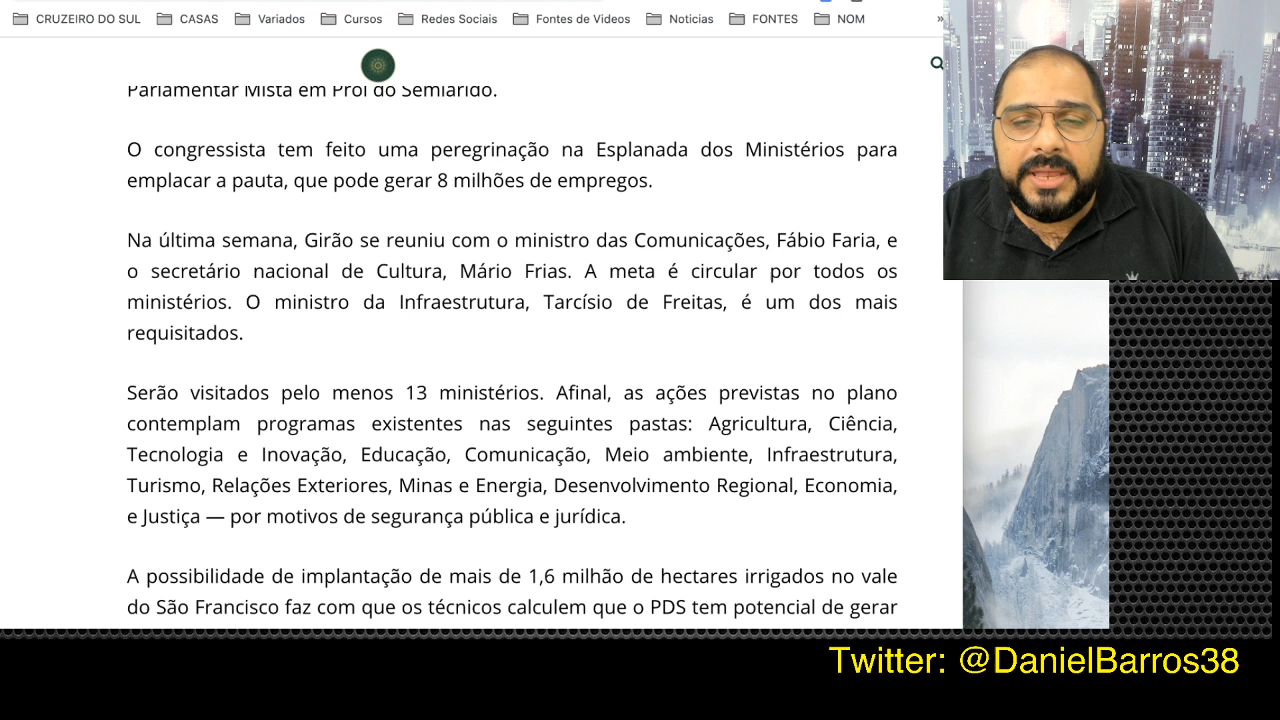 CRUZEIRO DO SUL CASAS Variados Cursos Redes Sociais Fontes de Videos Noticias FONTES NOM »
Parlamentar Mista em Prol do Semiárido.
O congressista tem feito uma peregrinação na Esplanada dos Ministérios para
emplacar a pauta, que pode gerar 8 milhões de empregos.
Na última semana, Girão se reuniu com o ministro das Comunicações, Fábio Faria, e
o secretário nacional de Cultura, Mário Frias. A meta é circular por todos os
ministérios. O ministro da Infraestrutura, Tarcísio de Freitas, é um dos mais
requisitados.
Serão visitados pelo menos 13 ministérios. Afinal, as ações previstas no plano
contemplam programas existentes nas seguintes pastas: Agricultura, Ciência,
Tecnologia e Inovação, Educação, Comunicação, Meio ambiente, Infraestrutura,
Turismo, Relações Exteriores, Minas e Energia, Desenvolvimento Regional, Economia,
e Justiça — por motivos de segurança pública e jurídica.
A possibilidade de implantação de mais de 1,6 milhão de hectares irrigados no vale
do São Francisco faz com que os técnicos calculem que o PDS tem potencial de gerar
Twitter: @DanielBarros38